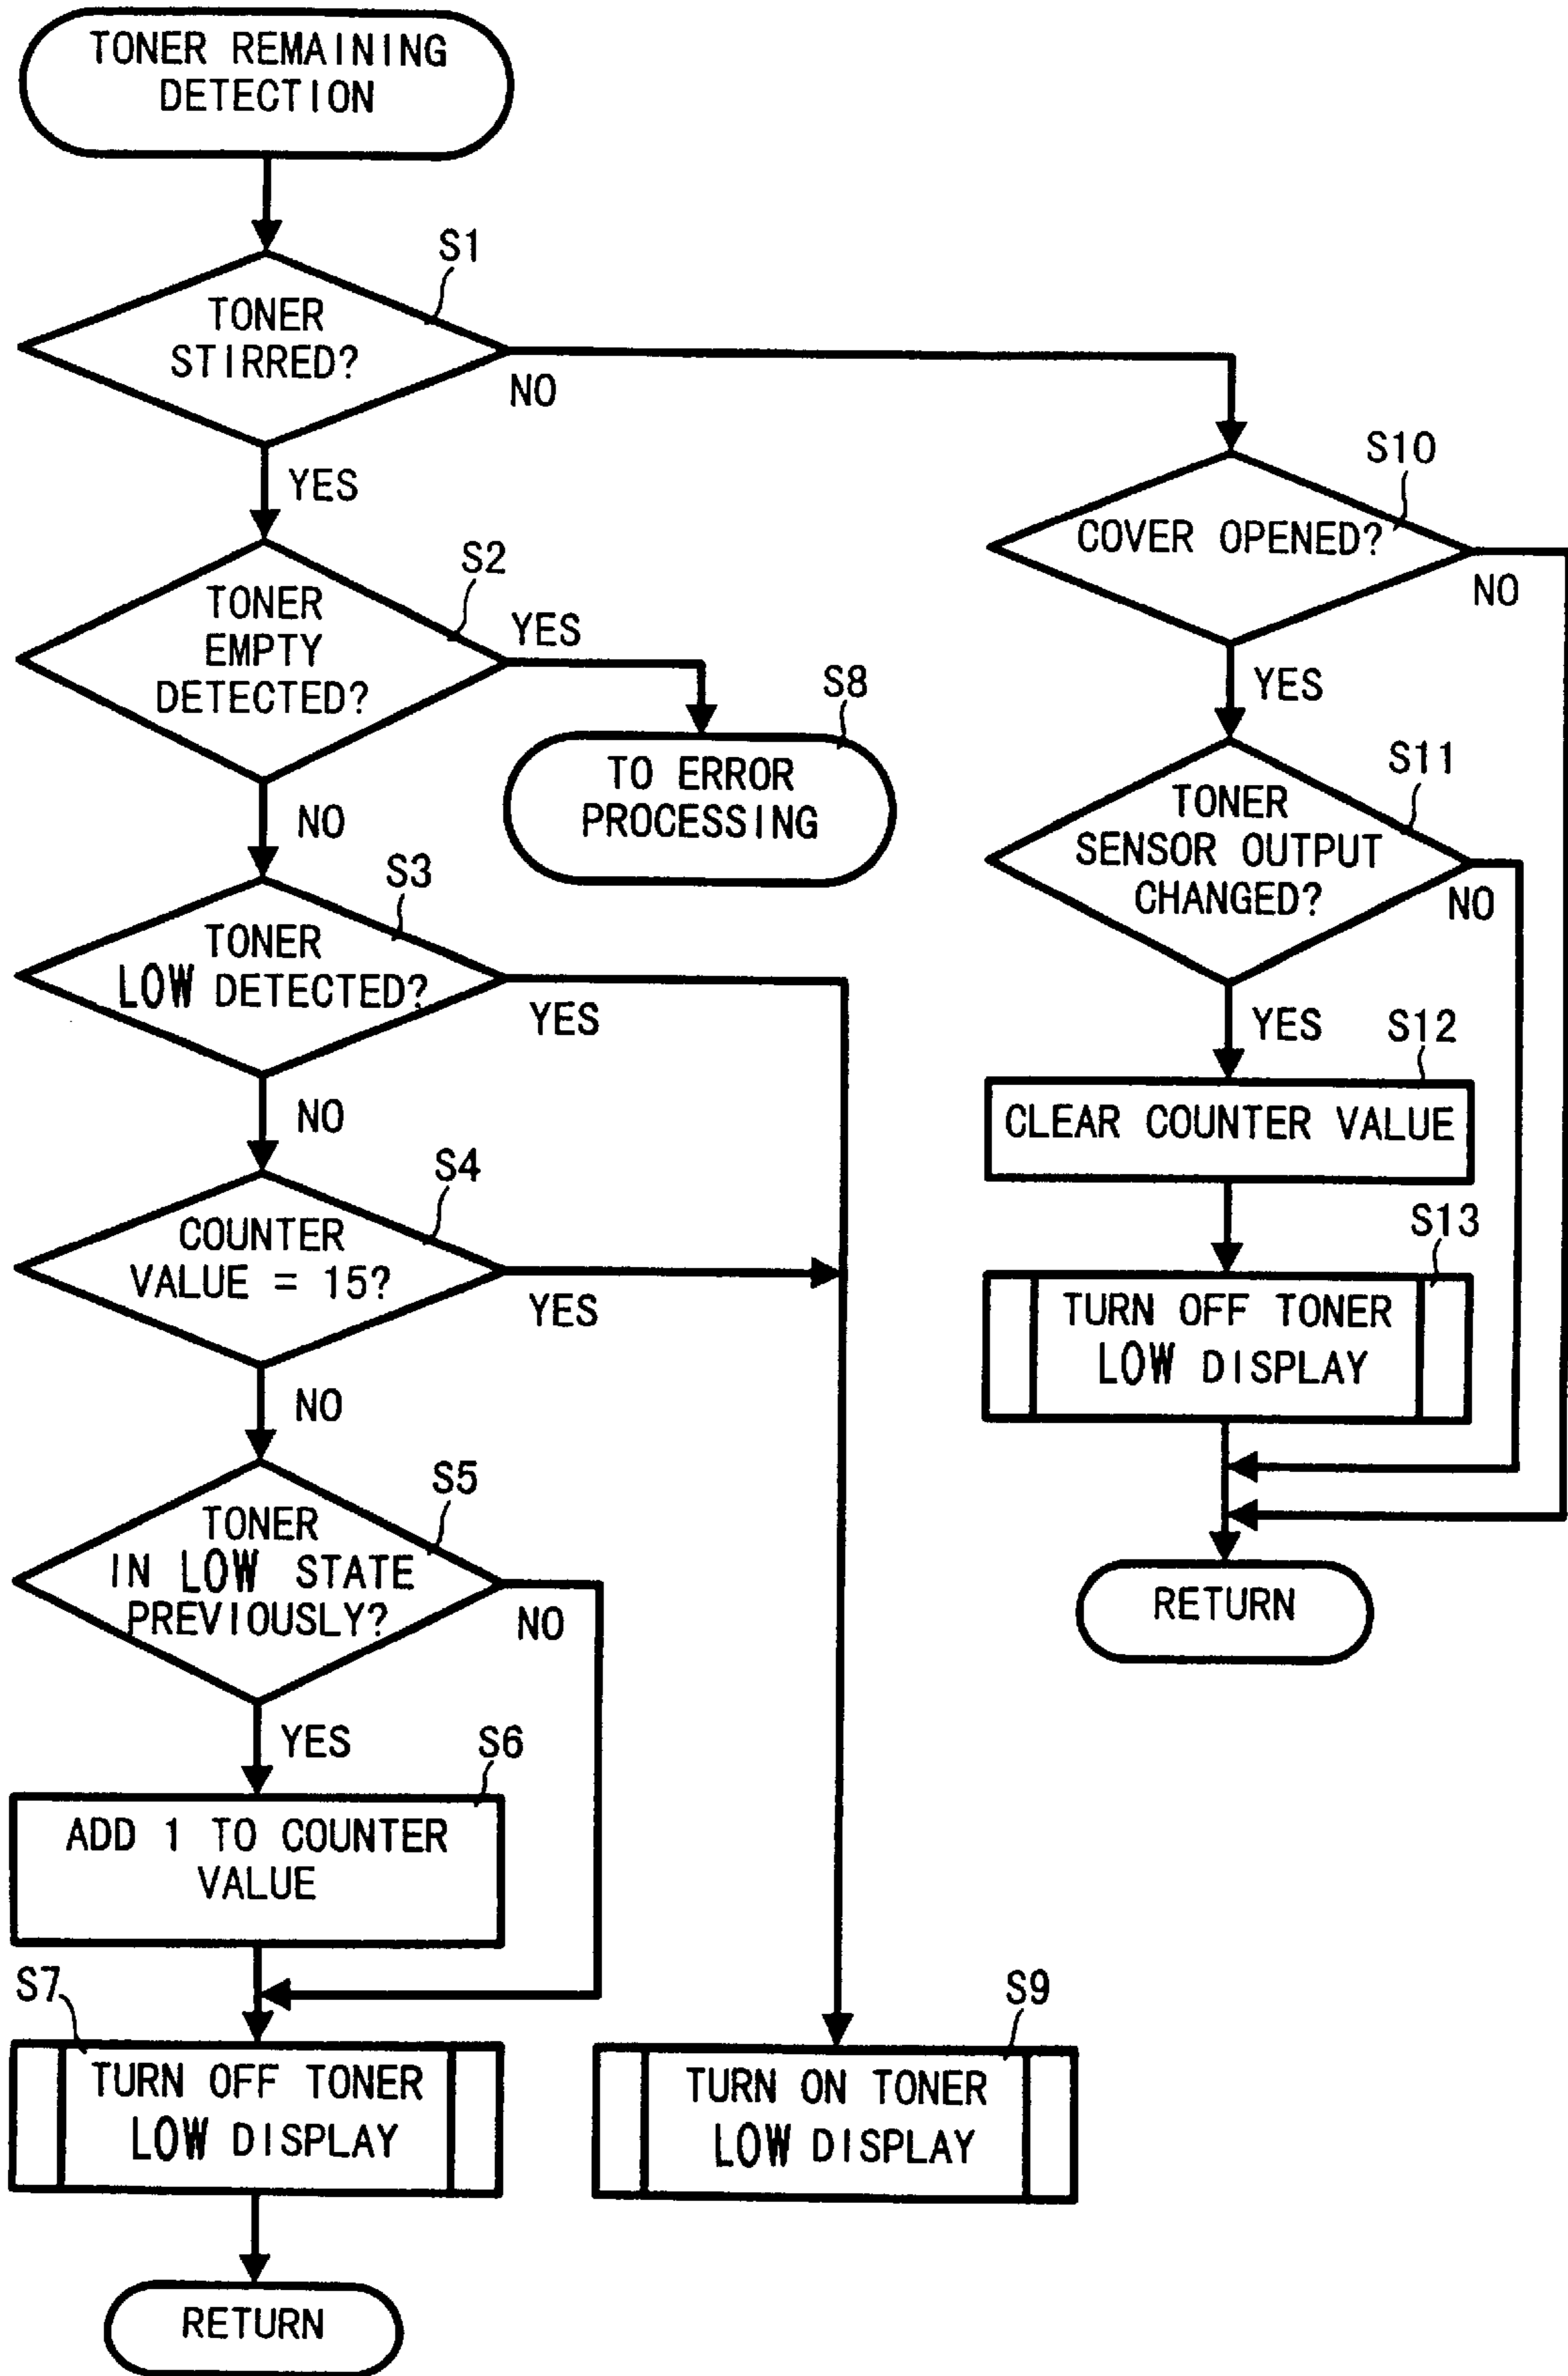 TONER REMAINING
DETECTION
S1
TONER
STIRRED?
NO
YES
S10
COVER OPENED?
NO
YES
S2
TONER
EMPTY
DETECTED?
YES
NO
S8
TO ERROR
PROCESSING
S11
TONER
SENSOR OUTPUT
CHANGED?
NO
YES
S3
TONER
LOW DETECTED?
YES
NO
S12
CLEAR COUNTER VALUE
S4
COUNTER
VALUE = 15?
YES
NO
S13
TURN OFF TONER
LOW DISPLAY
RETURN
S5
TONER
IN LOW STATE
PREVIOUSLY?
NO
YES
S6
ADD 1 TO COUNTER
VALUE
S7
TURN OFF TONER
LOW DISPLAY
S9
TURN ON TONER
LOW DISPLAY
RETURN